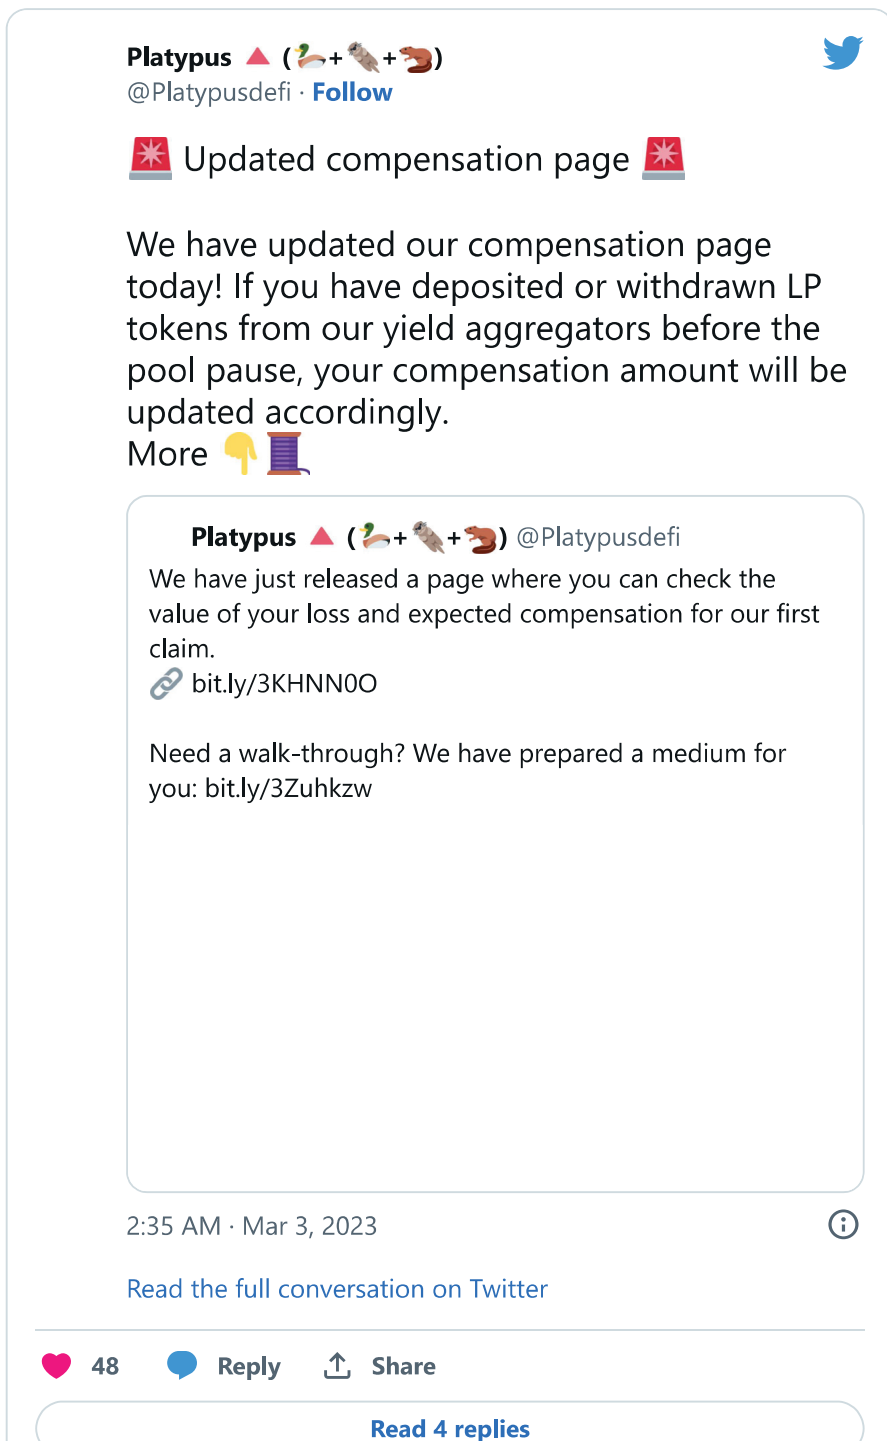 Platypus 🔺 (🦆+🦦+🦫)
@Platypusdefi · Follow
🚨 Updated compensation page 🚨
We have updated our compensation page
today! If you have deposited or withdrawn LP
tokens from our yield aggregators before the
pool pause, your compensation amount will be
updated accordingly.
More 👇🧵
Platypus 🔺 (🦆+🦦+🦫) @Platypusdefi
We have just released a page where you can check the
value of your loss and expected compensation for our first
claim.
🔗 bit.ly/3KHNN0O
Need a walk-through? We have prepared a medium for
you: bit.ly/3Zuhkzw
2:35 AM · Mar 3, 2023
Read the full conversation on Twitter
48 Reply Share
Read 4 replies